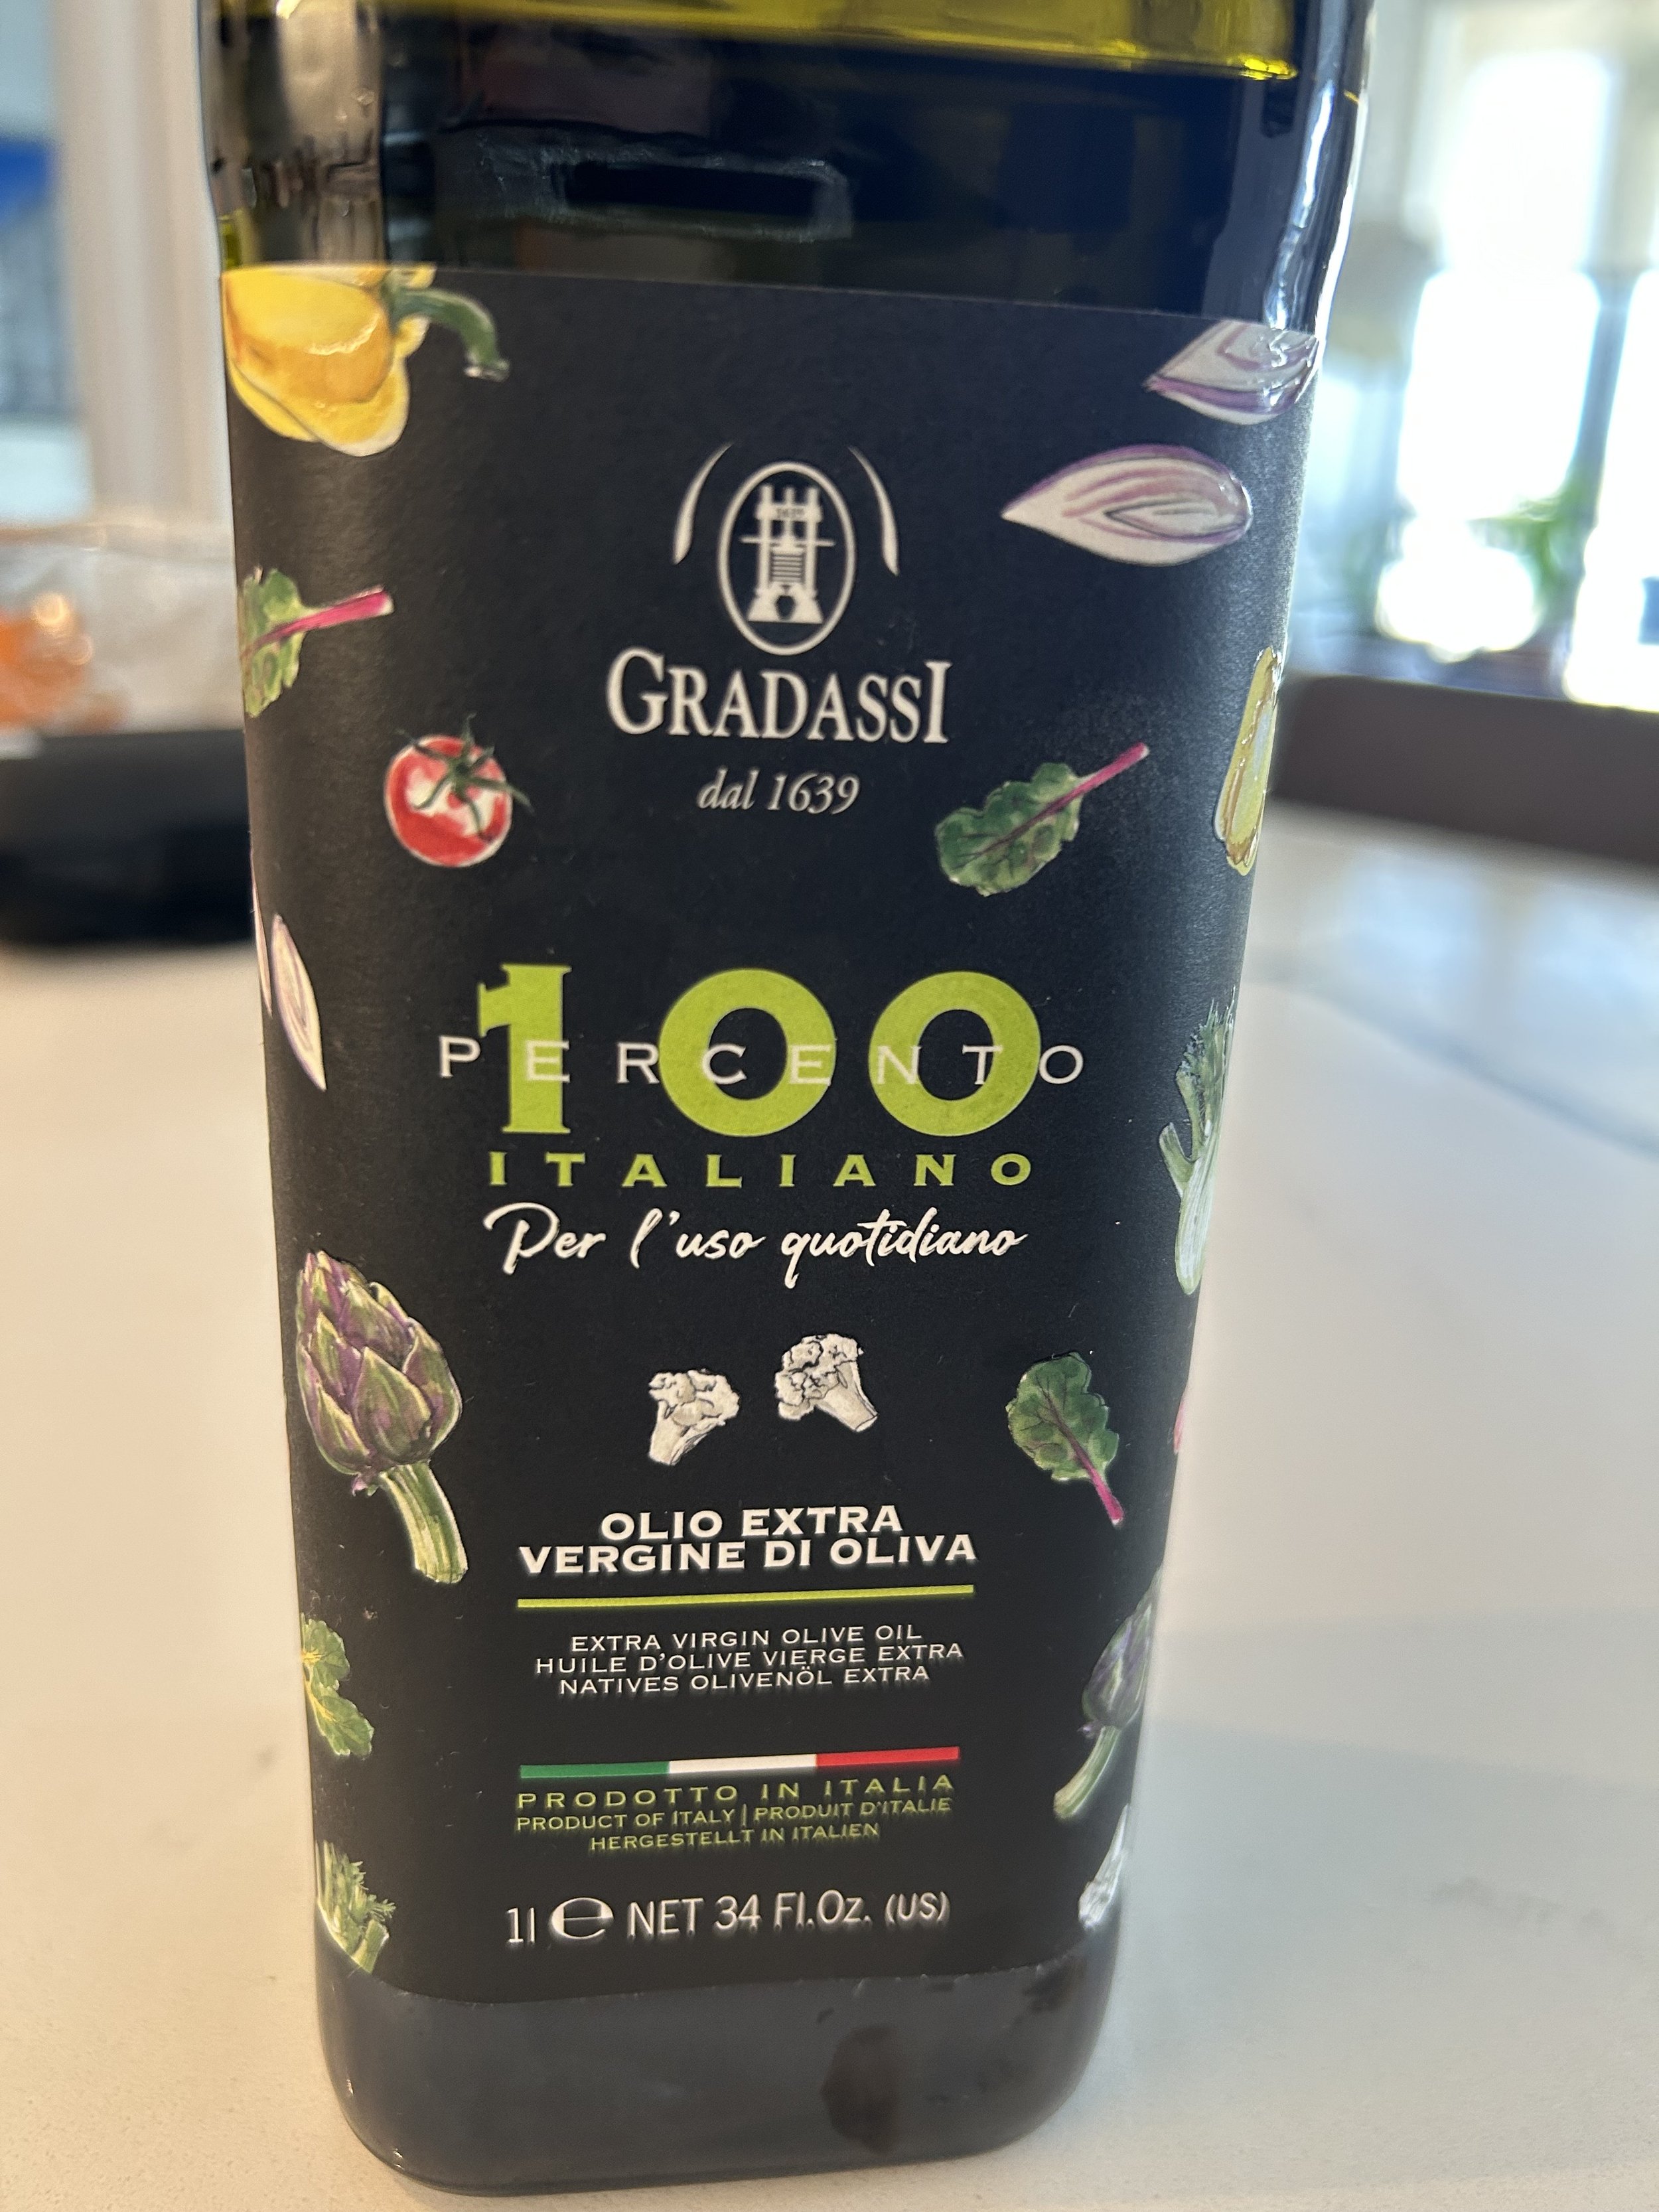 GRADASSI
dal 1639
100
PERCENTO
ITALIANO
Per l'uso quotidiano
OLIO EXTRA
VERGINE DI OLIVA
EXTRA VIRGIN OLIVE OIL
HUILE D'OLIVE VIERGE EXTRA
NATIVES OLIVENÖL EXTRA
PRODOTTO IN ITALIA
PRODUCT OF ITALY | PRODUIT D'ITALIE
HERGESTELLT IN ITALIEN
1l ℮ NET 34 Fl.Oz. (US)